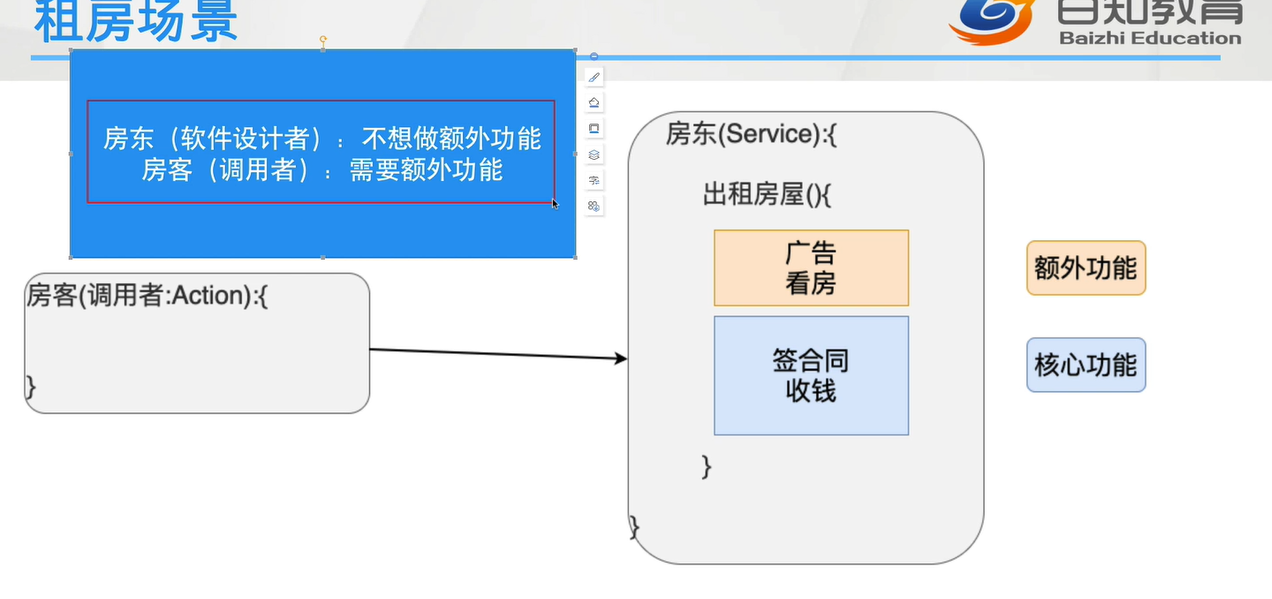 租房场景
百知教育
Baizhi Education
房东（软件设计者）：不想做额外功能
房客（调用者）：需要额外功能
房客(调用者:Action):{
}
房东(Service):{
出租房屋(){
广告
看房
签合同
收钱
}
}
额外功能
核心功能